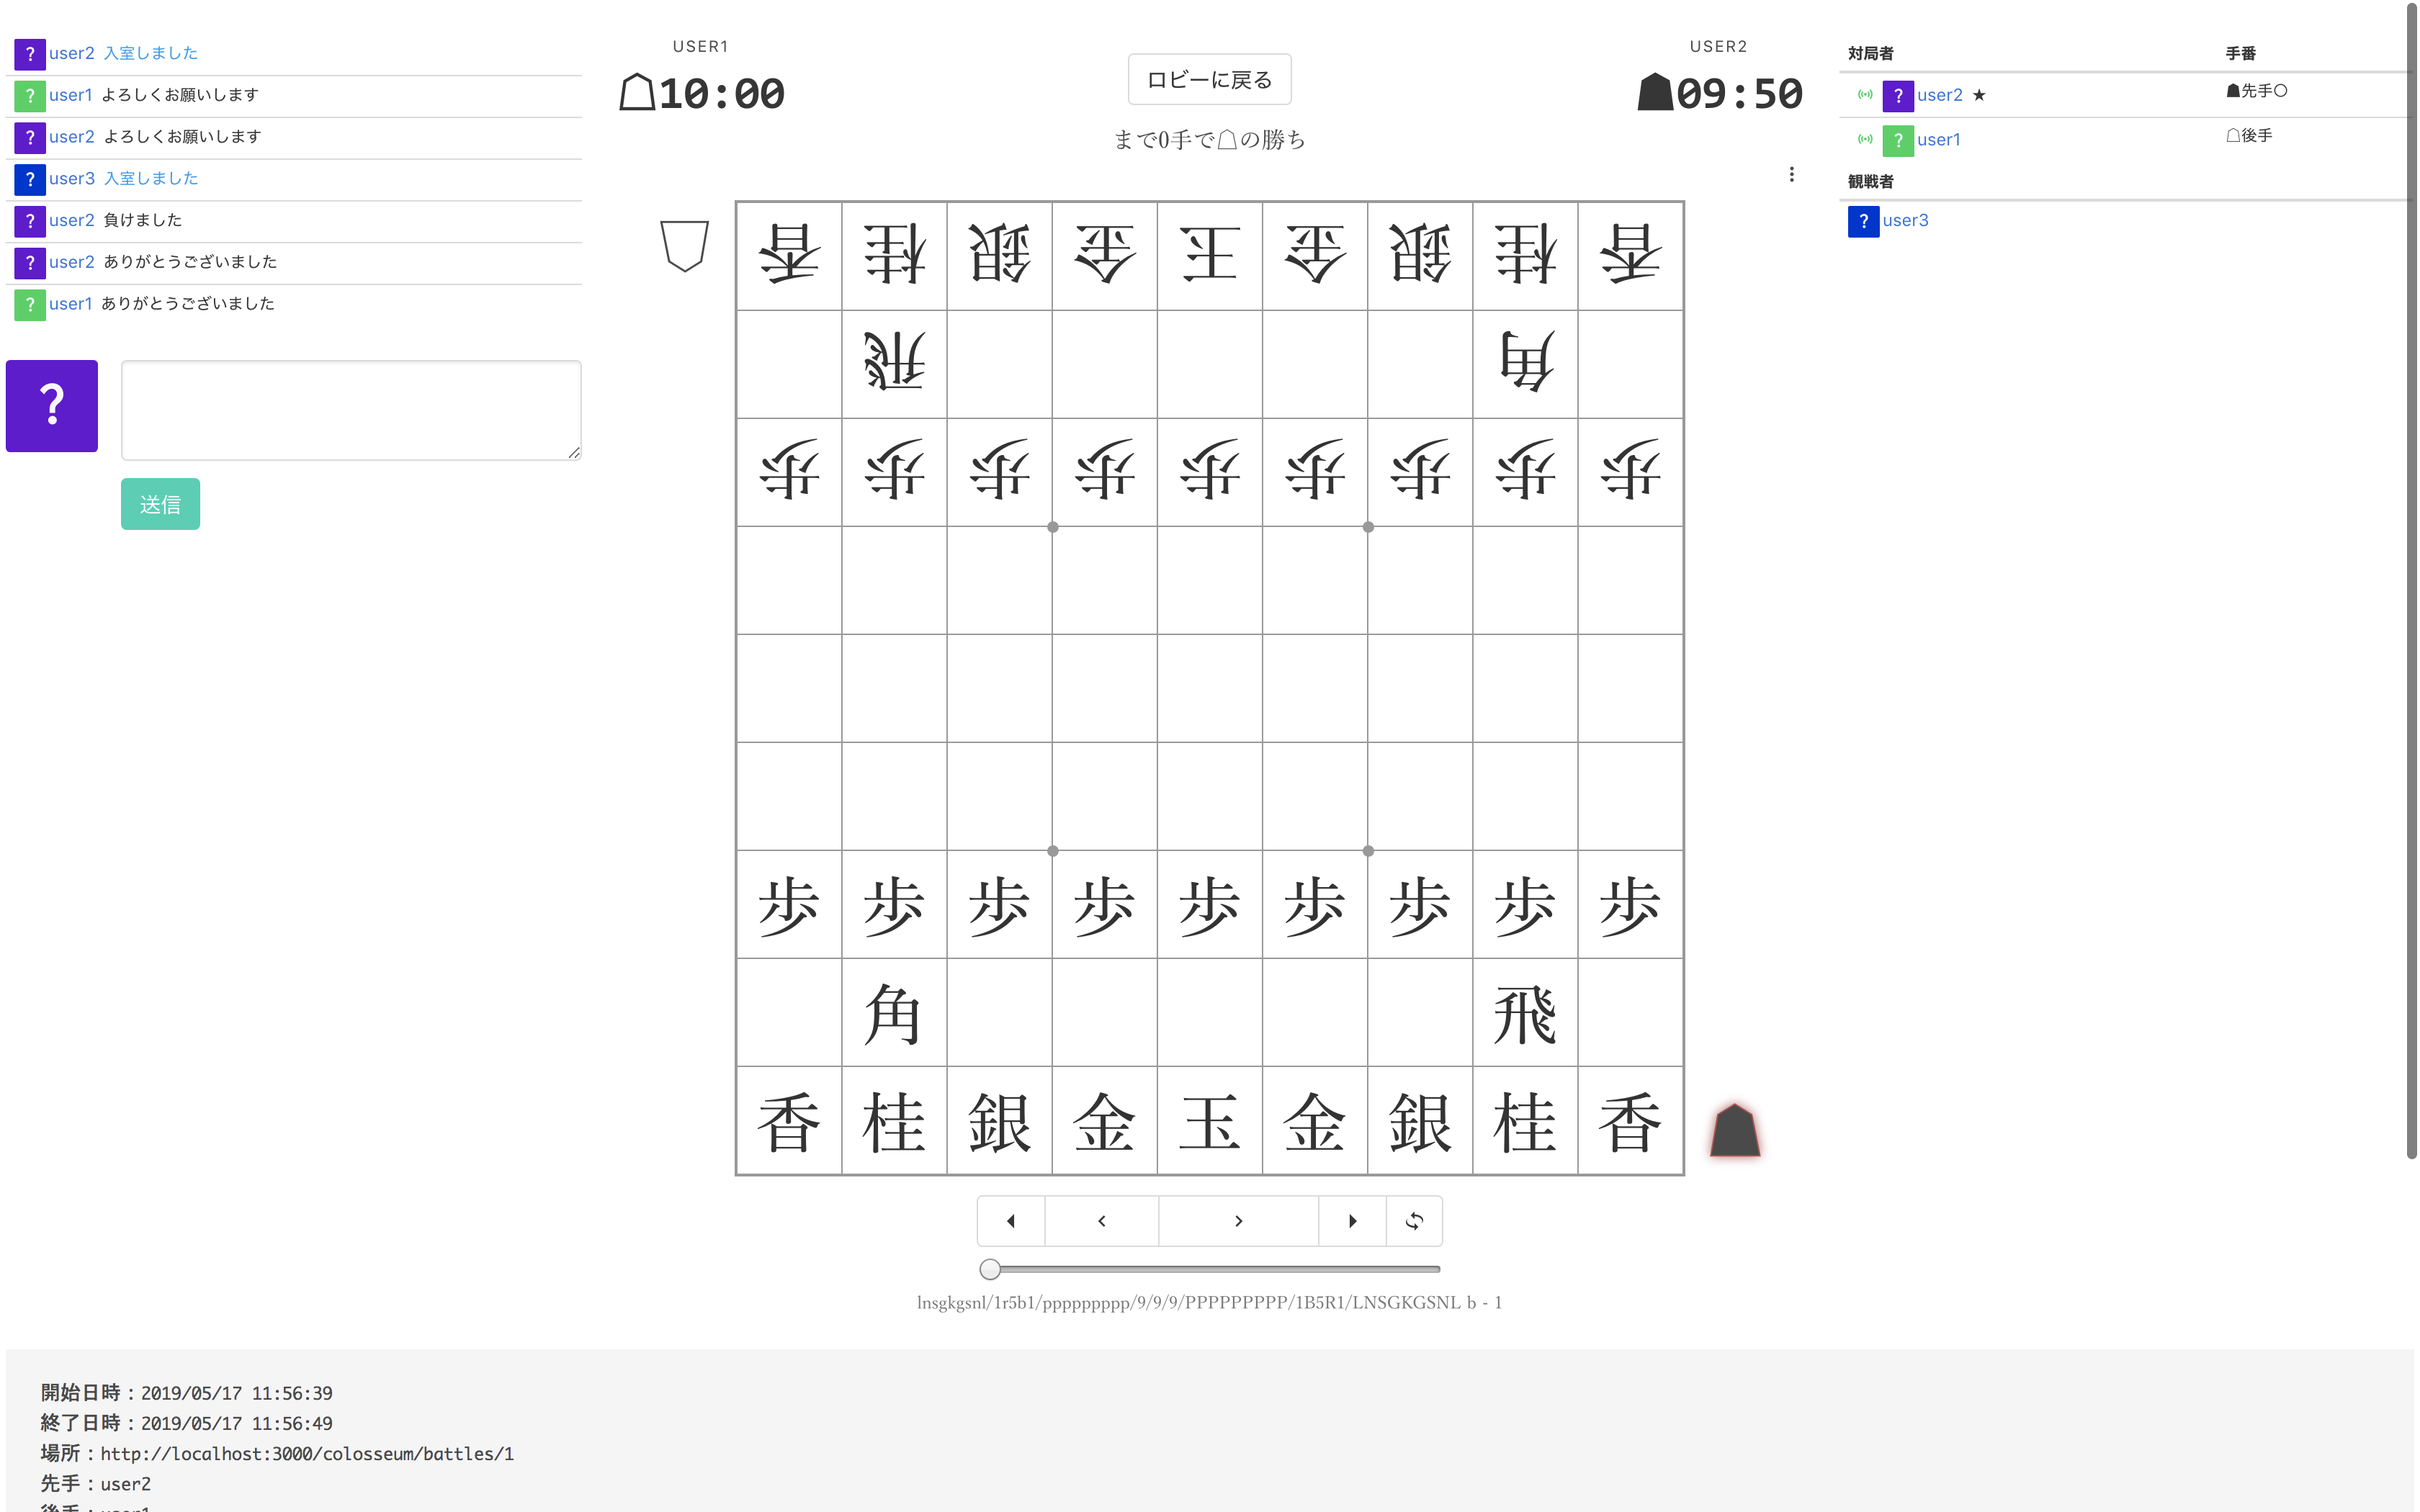 ? user2 入室しました
? user1 よろしくお願いします
? user2 よろしくお願いします
? user3 入室しました
? user2 負けました
? user2 ありがとうございました
? user1 ありがとうございました
?
送信
USER1
☖10:00
ロビーに戻る
まで0手で☖の勝ち
USER2
☗09:50
香桂銀金王金銀桂香
飛角
歩歩歩歩歩歩歩歩歩
歩歩歩歩歩歩歩歩歩
角飛
香桂銀金玉金銀桂香
lnsgkgsnl/1r5b1/ppppppppp/9/9/9/PPPPPPPPP/1B5R1/LNSGKGSNL b - 1
対局者 手番
? user2 ★ ☗先手○
? user1 ☖後手
観戦者
? user3
開始日時：2019/05/17 11:56:39
終了日時：2019/05/17 11:56:49
場所：http://localhost:3000/colosseum/battles/1
先手：user2
後手：user1